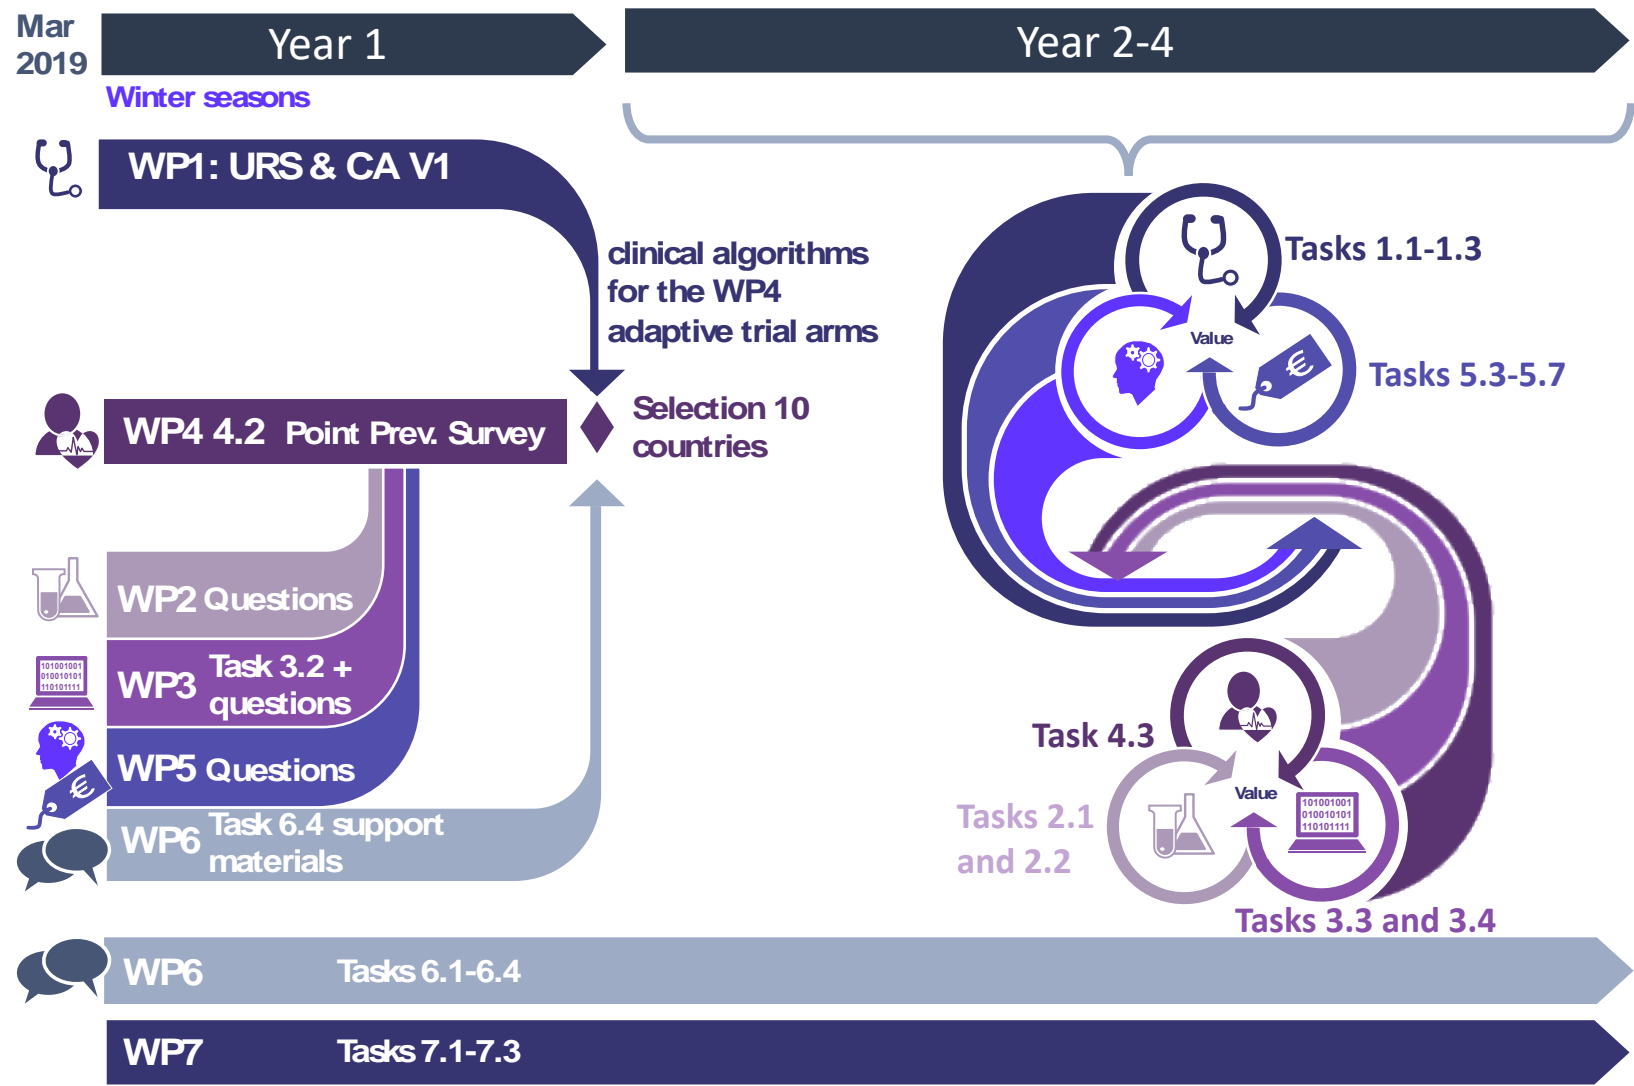 Mar
2019
Year 1
Year 2-4
Winter seasons
WP1: URS & CA V1
clinical algorithms
for the WP4
adaptive trial arms
Tasks 1.1-1.3
Value
Tasks 5.3-5.7
€
WP4 4.2 Point Prev. Survey
Selection 10
countries
WP2 Questions
101001001
010010101
110101111
WP3 Task 3.2 +
questions
WP5 Questions
€
WP6 Task 6.4 support
materials
Task 4.3
Value
Tasks 2.1
and 2.2
101001001
010010101
110101111
Tasks 3.3 and 3.4
WP6 Tasks 6.1-6.4
WP7 Tasks 7.1-7.3